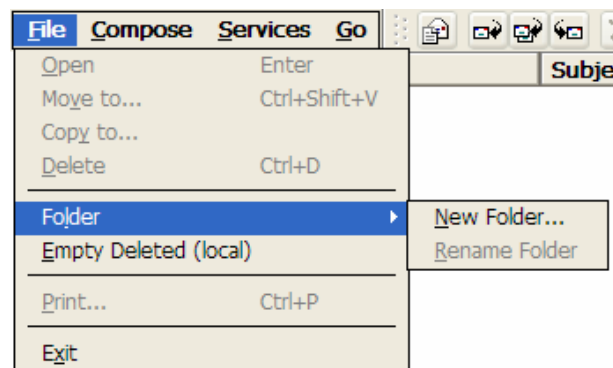 File Compose Services Go
Subje
Open Enter
Move to... Ctrl+Shift+V
Copy to...
Delete Ctrl+D
Folder New Folder...
Empty Deleted (local) Rename Folder
Print... Ctrl+P
Exit